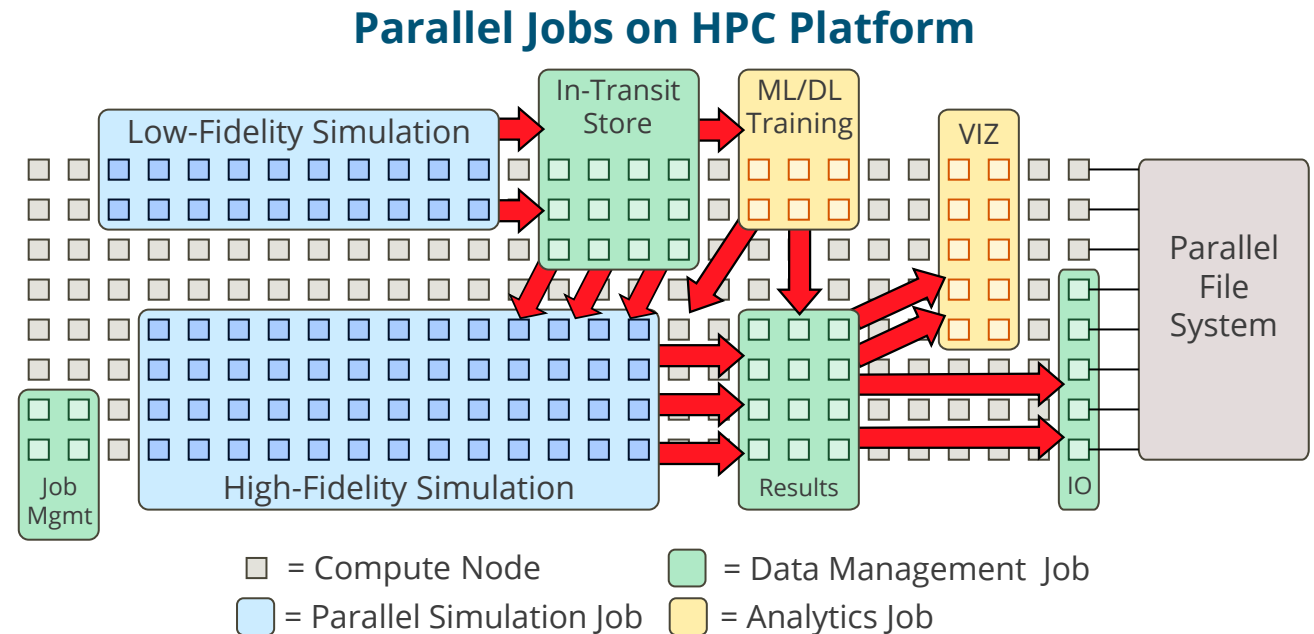 Parallel Jobs on HPC Platform
Low-Fidelity Simulation
In-Transit
Store
ML/DL
Training
VIZ
Parallel
File
System
Job
Mgmt
High-Fidelity Simulation
Results
IO
= Compute Node
= Data Management Job
= Parallel Simulation Job
= Analytics Job